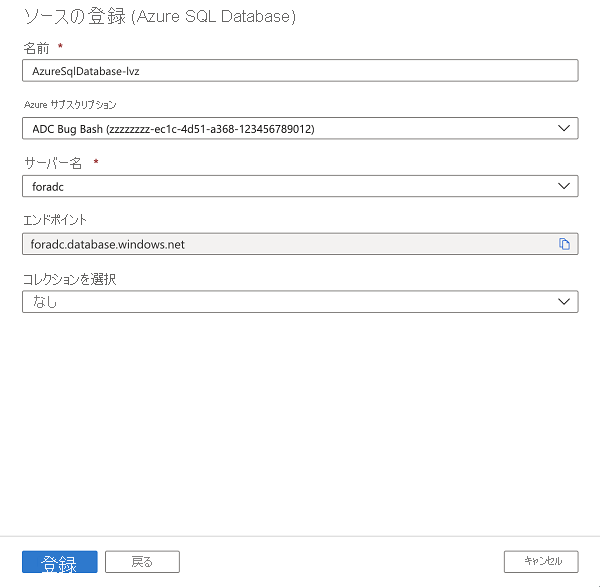 ソースの登録 (Azure SQL Database)
名前 *
AzureSqlDatabase-lvz
Azure サブスクリプション
ADC Bug Bash (zzzzzzzz-ec1c-4d51-a368-123456789012)
サーバー名 *
foradc
エンドポイント
foradc.database.windows.net
コレクションを選択
なし
登録 戻る キャンセル